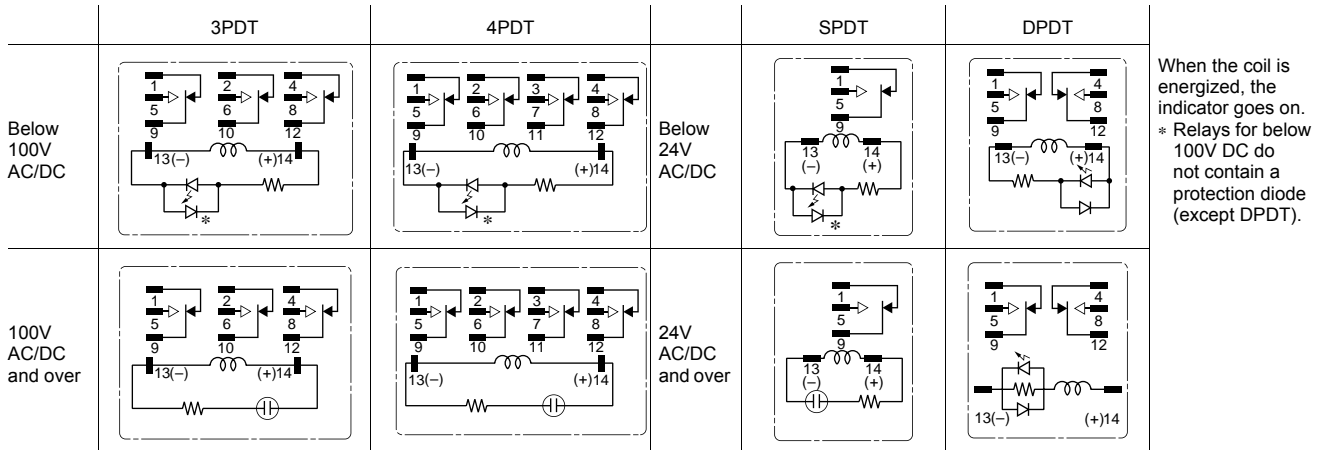 3PDT 4PDT SPDT DPDT
Below
100V
AC/DC
1 2 4
5 6 8
9 10 12
13(–) (+)14
*
1 2 3 4
5 6 7 8
9 10 11 12
13(–) (+)14
*
Below
24V
AC/DC
1
5
9
13 14
(–) (+)
*
1 4
5 8
9 12
13(–) (+)14
When the coil is
energized, the
indicator goes on.
* Relays for below
100V DC do
not contain a
protection diode
(except DPDT).
100V
AC/DC
and over
1 2 4
5 6 8
9 10 12
13(–) (+)14
1 2 3 4
5 6 7 8
9 10 11 12
13(–) (+)14
24V
AC/DC
and over
1
5
9
13 14
(–) (+)
1 4
5 8
9 12
13(–) (+)14